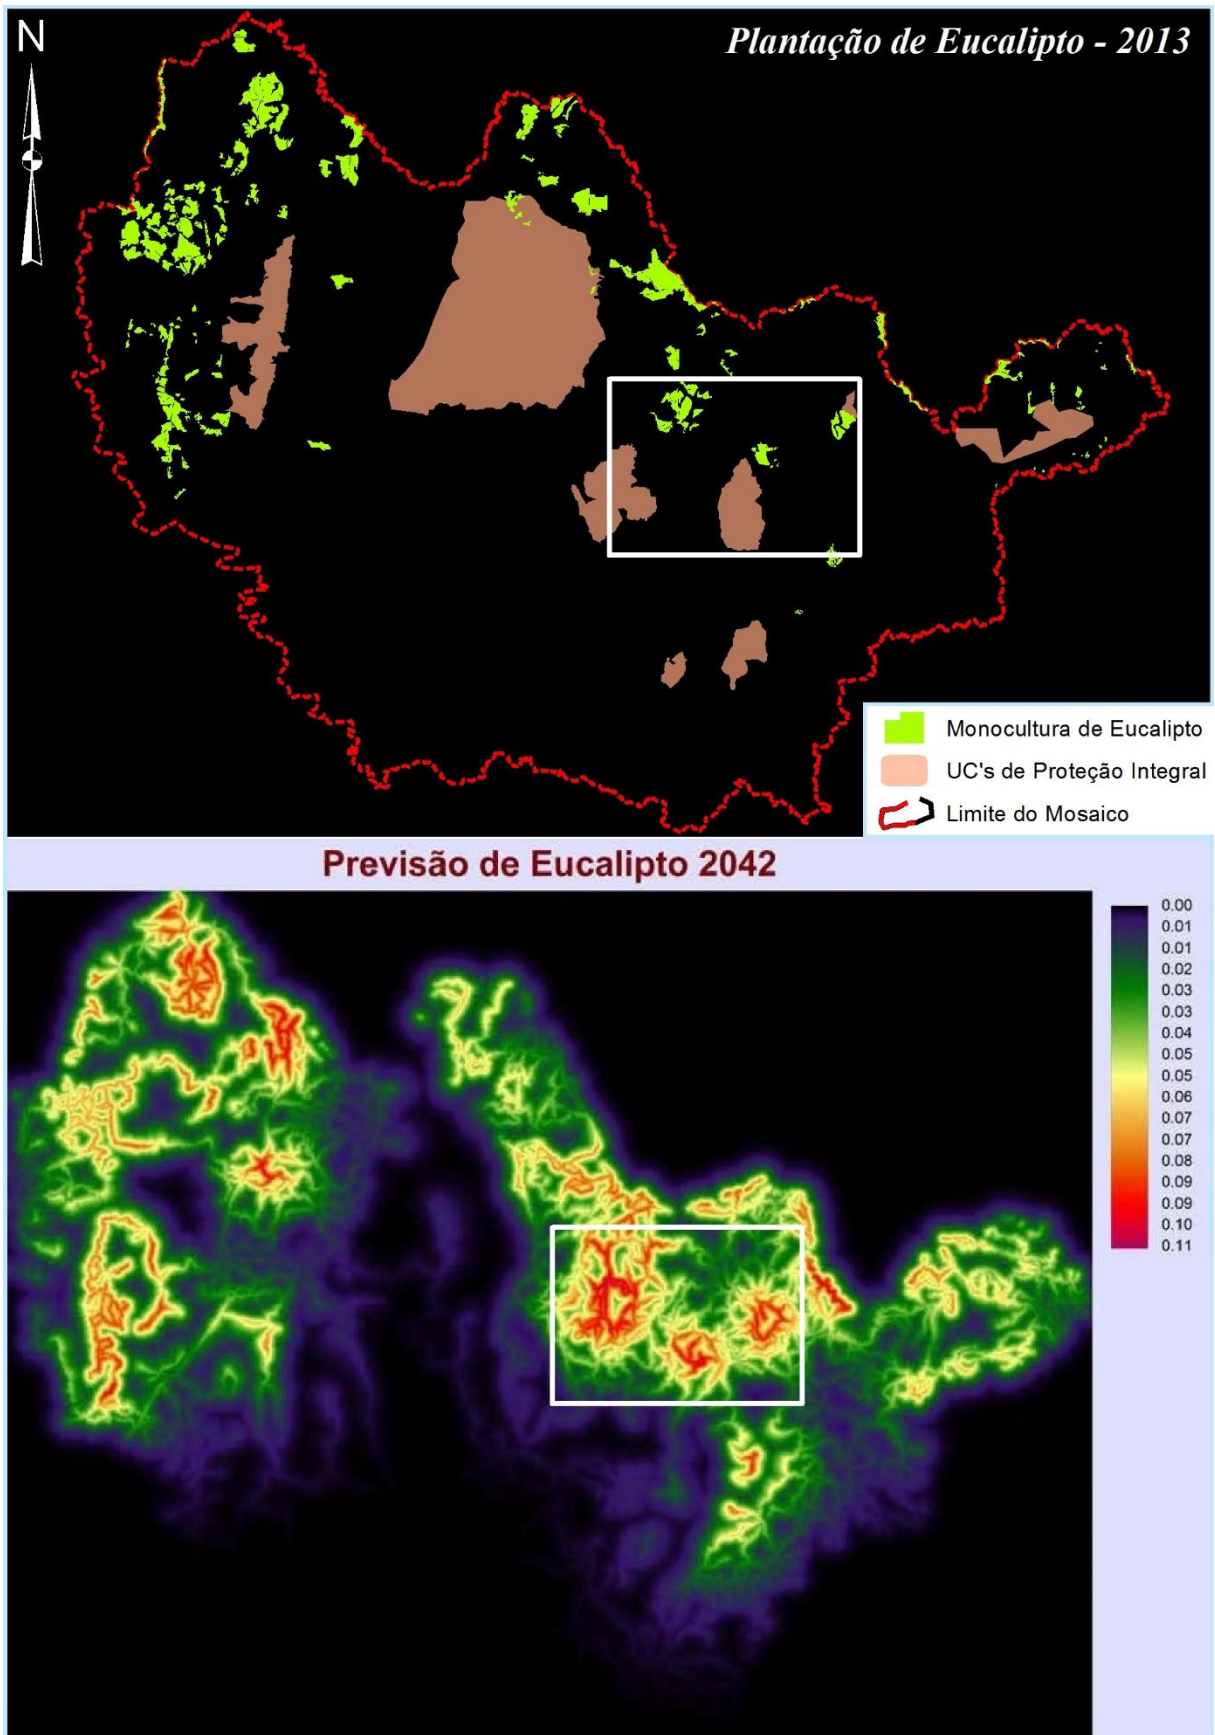 N
Plantação de Eucalipto - 2013
Monocultura de Eucalipto
UC's de Proteção Integral
Limite do Mosaico
Previsão de Eucalipto 2042
0.00
0.01
0.01
0.02
0.03
0.03
0.04
0.05
0.05
0.06
0.07
0.07
0.08
0.09
0.09
0.10
0.11